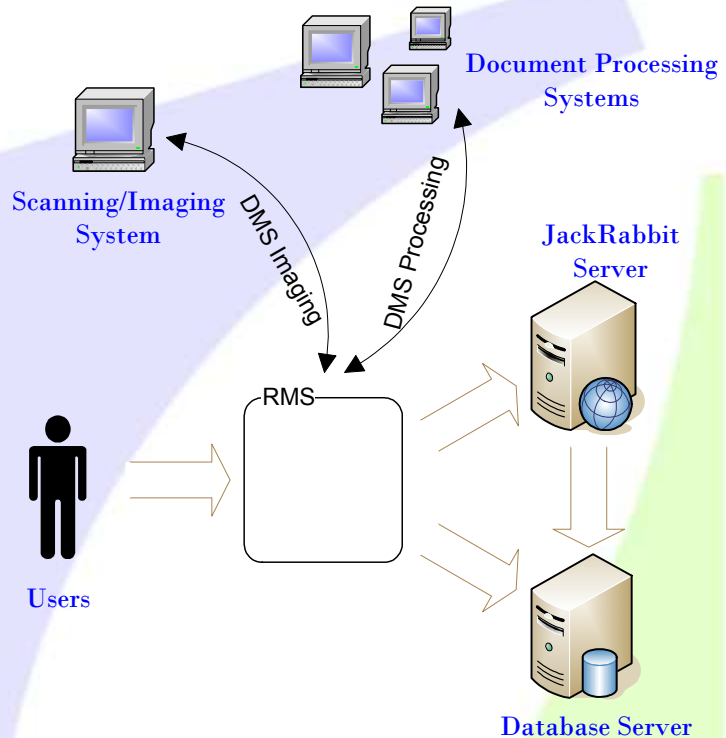 Document Processing
Systems
Scanning/Imaging
System
DMS Imaging
DMS Processing
JackRabbit
Server
RMS
Users
Database Server